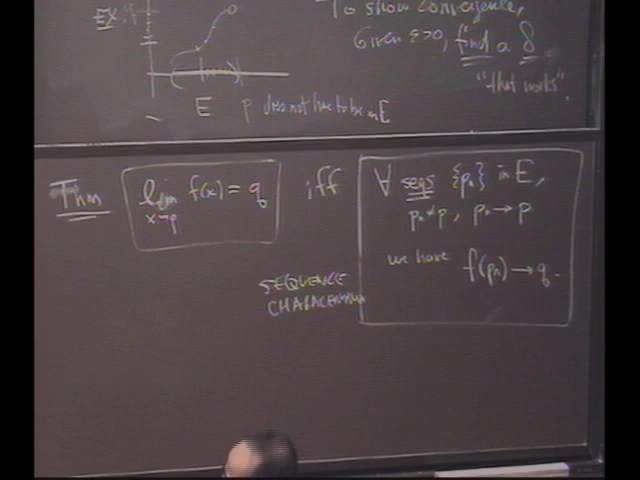 To show convergence,
Ex. q
Given ε>0, find a δ
"that works".
E p does not have to be in E
Thm lim f(x) = q iff ∀ seqs {pₙ} in E,
x→p pₙ≠p, pₙ→p
we have f(pₙ)→q.
SEQUENCE